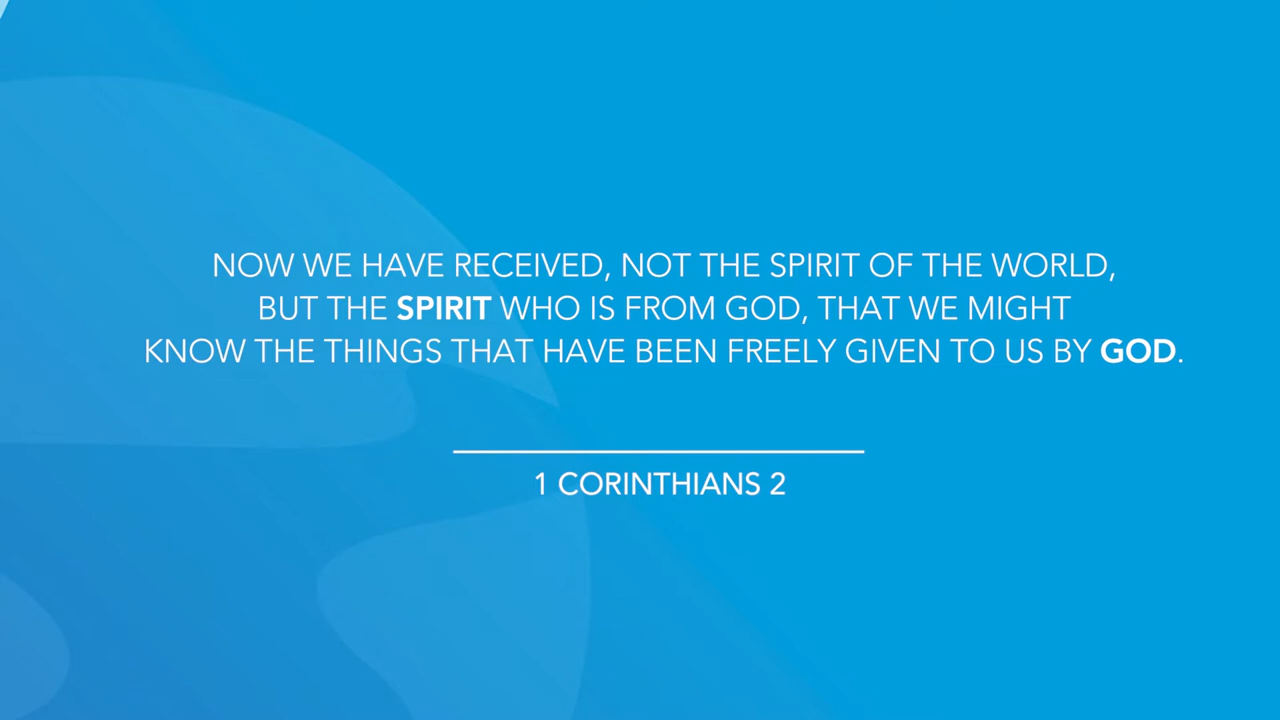 NOW WE HAVE RECEIVED, NOT THE SPIRIT OF THE WORLD,
BUT THE SPIRIT WHO IS FROM GOD, THAT WE MIGHT
KNOW THE THINGS THAT HAVE BEEN FREELY GIVEN TO US BY GOD.
1 CORINTHIANS 2